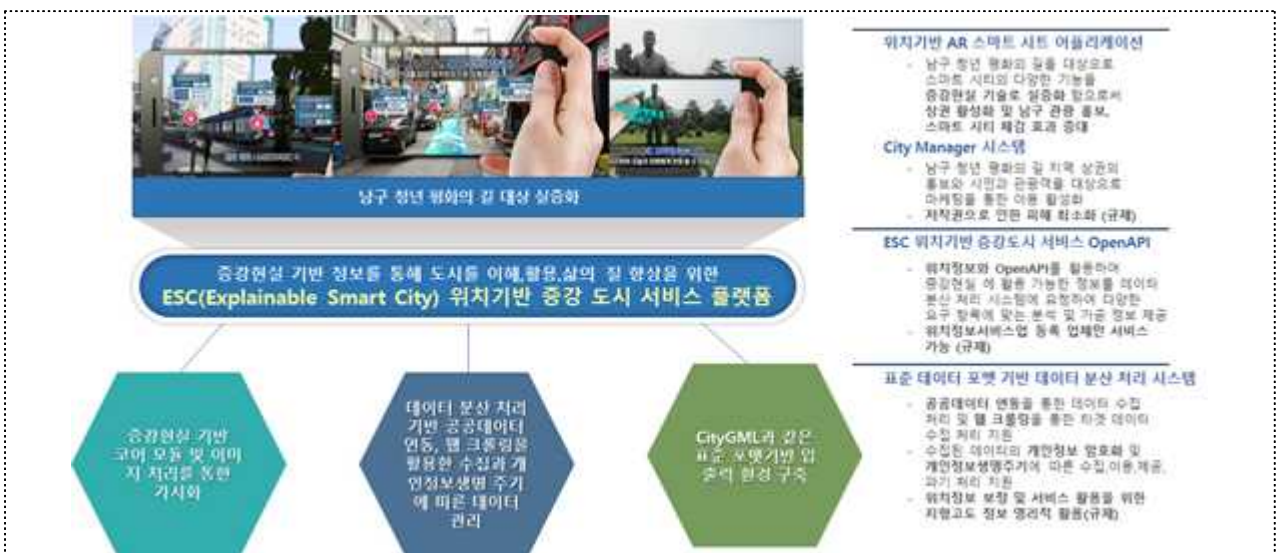 남구 청년 평화의 길 대상 실증화
증강현실 기반 정보를 통해 도시를 이해,활용,삶의 질 향상을 위한
ESC(Explainable Smart City) 위치기반 증강 도시 서비스 플랫폼
증강현실 기반
코어 모듈 및 이미
지 처리를 통한
가시화
데이터 분산 처리
기반 공공데이터
연동, 웹 크롤링을
활용한 수집과 개
인정보생명 주기
에 따른 데이터
관리
CityGML과 같은
표준 포맷기반 입
출력 환경 구축
위치기반 AR 스마트 시트 어플리케이션
- 남구 청년 평화의 길을 대상으로
스마트 시티의 다양한 기능을
증강현실 기술로 실증화 함으로써
상권 활성화 및 남구 관광 홍보,
스마트 시티 체감 효과 증대
City Manager 시스템
- 남구 청년 평화의 길 지역 상권의
홍보와 시민과 관광객을 대상으로
마케팅을 통한 이용 활성화
- 저작권으로 인한 피해 최소화 (규제)
ESC 위치기반 증강도시 서비스 OpenAPI
- 위치정보와 OpenAPI를 활용하여
증강현실 에 활용 가능한 정보를 데이터
분산 처리 시스템에 요청하여 다양한
요구 항목에 맞는 분석 및 가공 정보 제공
- 위치정보서비스업 등록 업체만 서비스
가능 (규제)
표준 데이터 포맷 기반 데이터 분산 처리 시스템
- 공공데이터 연동을 통한 데이터 수집
처리 및 웹 크롤링을 통한 타겟 데이터
수집 처리 지원
- 수집된 데이터의 개인정보 암호화 및
개인정보생명주기에 따른 수집,이용,제공,
파기 처리 지원
- 위치정보 보정 및 서비스 활용을 위한
지형고도 정보 영리적 활용(규제)